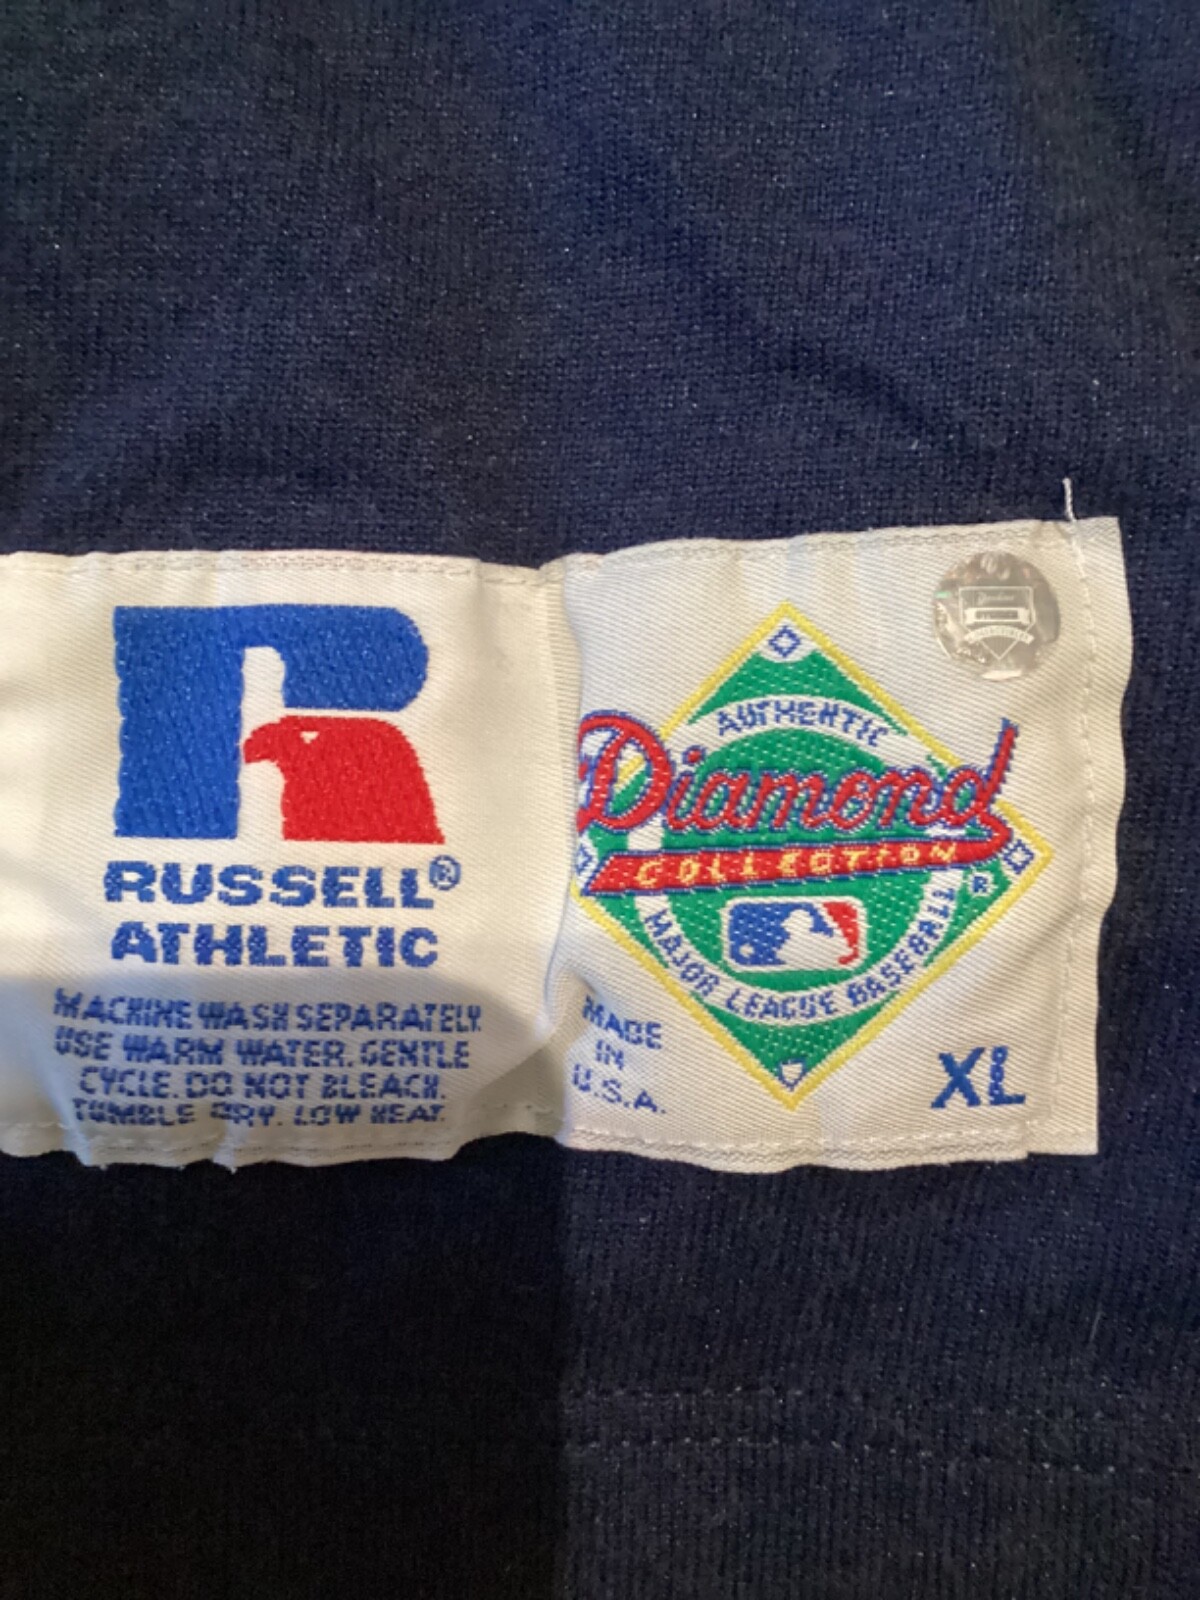 RUSSELL®
ATHLETIC
MACHINE WASH SEPARATELY.
USE WARM WATER. GENTLE
CYCLE. DO NOT BLEACH.
TUMBLE DRY. LOW HEAT.
AUTHENTIC
Diamond
COLLECTION
®
MAJOR LEAGUE BASEBALL
MADE
IN
U.S.A.
XL